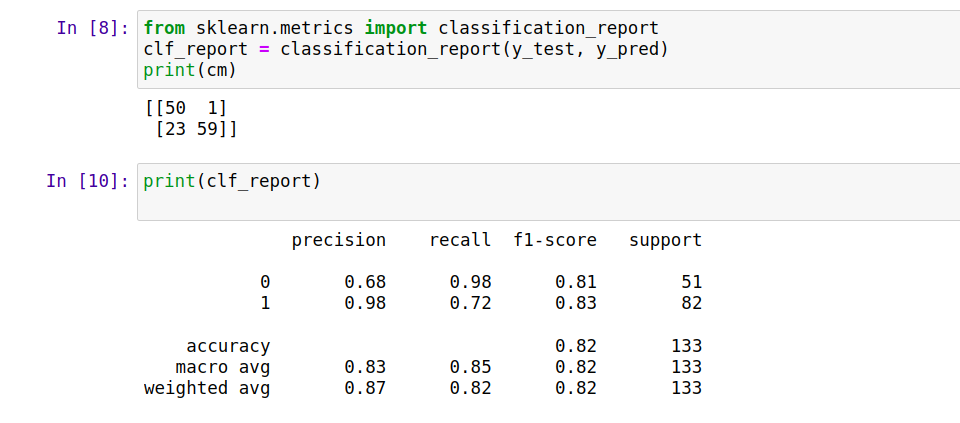 In [8]: from sklearn.metrics import classification_report
clf_report = classification_report(y_test, y_pred)
print(cm)
[[50  1]
 [23 59]]
In [10]: print(clf_report)
              precision    recall  f1-score   support
           0       0.68      0.98      0.81        51
           1       0.98      0.72      0.83        82
    accuracy                           0.82       133
   macro avg       0.83      0.85      0.82       133
weighted avg       0.87      0.82      0.82       133